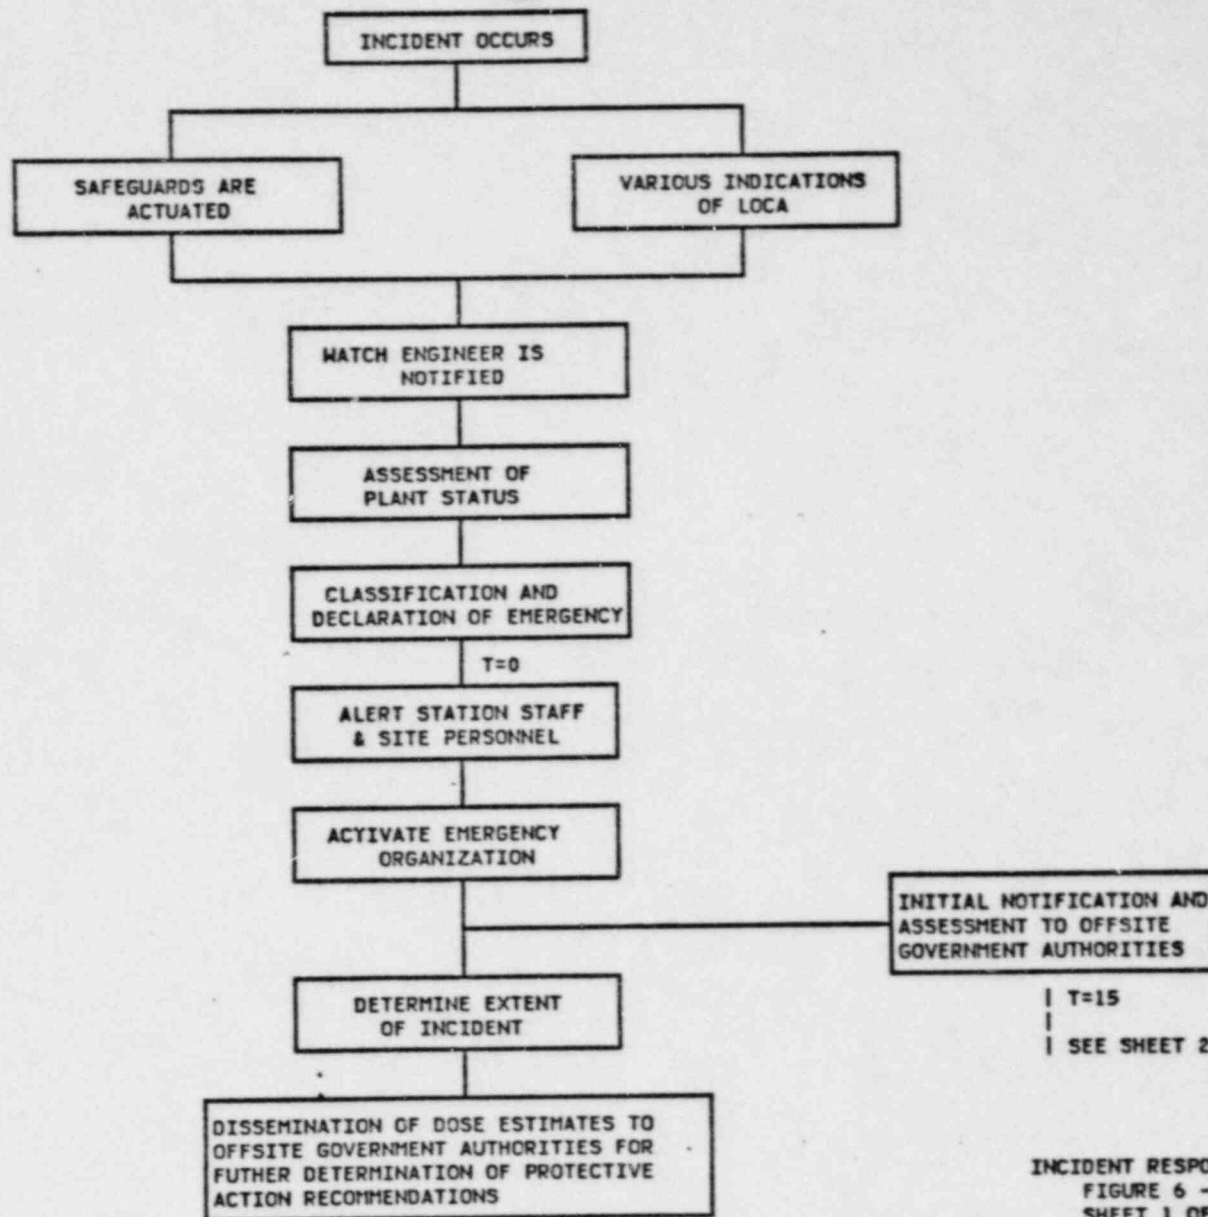 INCIDENT OCCURS
SAFEGUARDS ARE
ACTUATED
VARIOUS INDICATIONS
OF LOCA
WATCH ENGINEER IS
NOTIFIED
ASSESSMENT OF
PLANT STATUS
CLASSIFICATION AND
DECLARATION OF EMERGENCY
T=0
ALERT STATION STAFF
& SITE PERSONNEL
ACTIVATE EMERGENCY
ORGANIZATION
INITIAL NOTIFICATION AND
ASSESSMENT TO OFFSITE
GOVERNMENT AUTHORITIES
T=15
SEE SHEET 2
DETERMINE EXTENT
OF INCIDENT
DISSEMINATION OF DOSE ESTIMATES TO
OFFSITE GOVERNMENT AUTHORITIES FOR
FUTHER DETERMINATION OF PROTECTIVE
ACTION RECOMMENDATIONS
INCIDENT
FIGURE 6 -
SHEET 1 OF